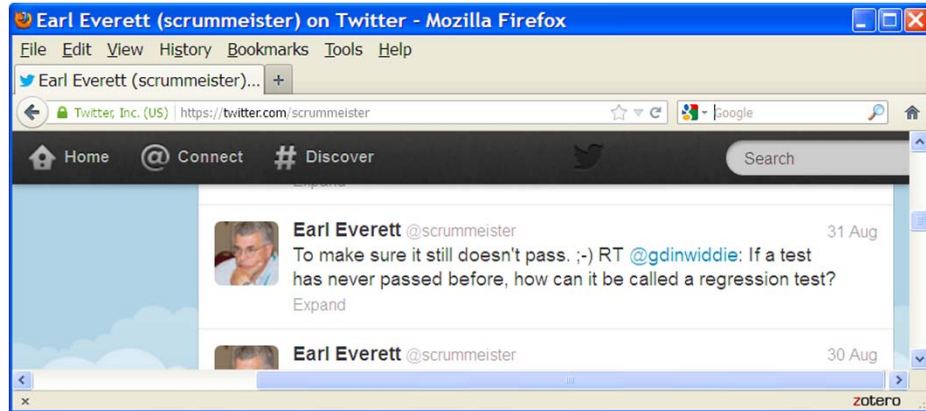 Earl Everett (scrummeister) on Twitter - Mozilla Firefox
File Edit View History Bookmarks Tools Help
Earl Everett (scrummeister)... +
Twitter, Inc. (US) https://twitter.com/scrummeister Google
Home @ Connect # Discover Search
Expand
Earl Everett @scrummeister 31 Aug
To make sure it still doesn't pass. ;-) RT @gdinwiddie: If a test
has never passed before, how can it be called a regression test?
Expand
Earl Everett @scrummeister 30 Aug
× zotero